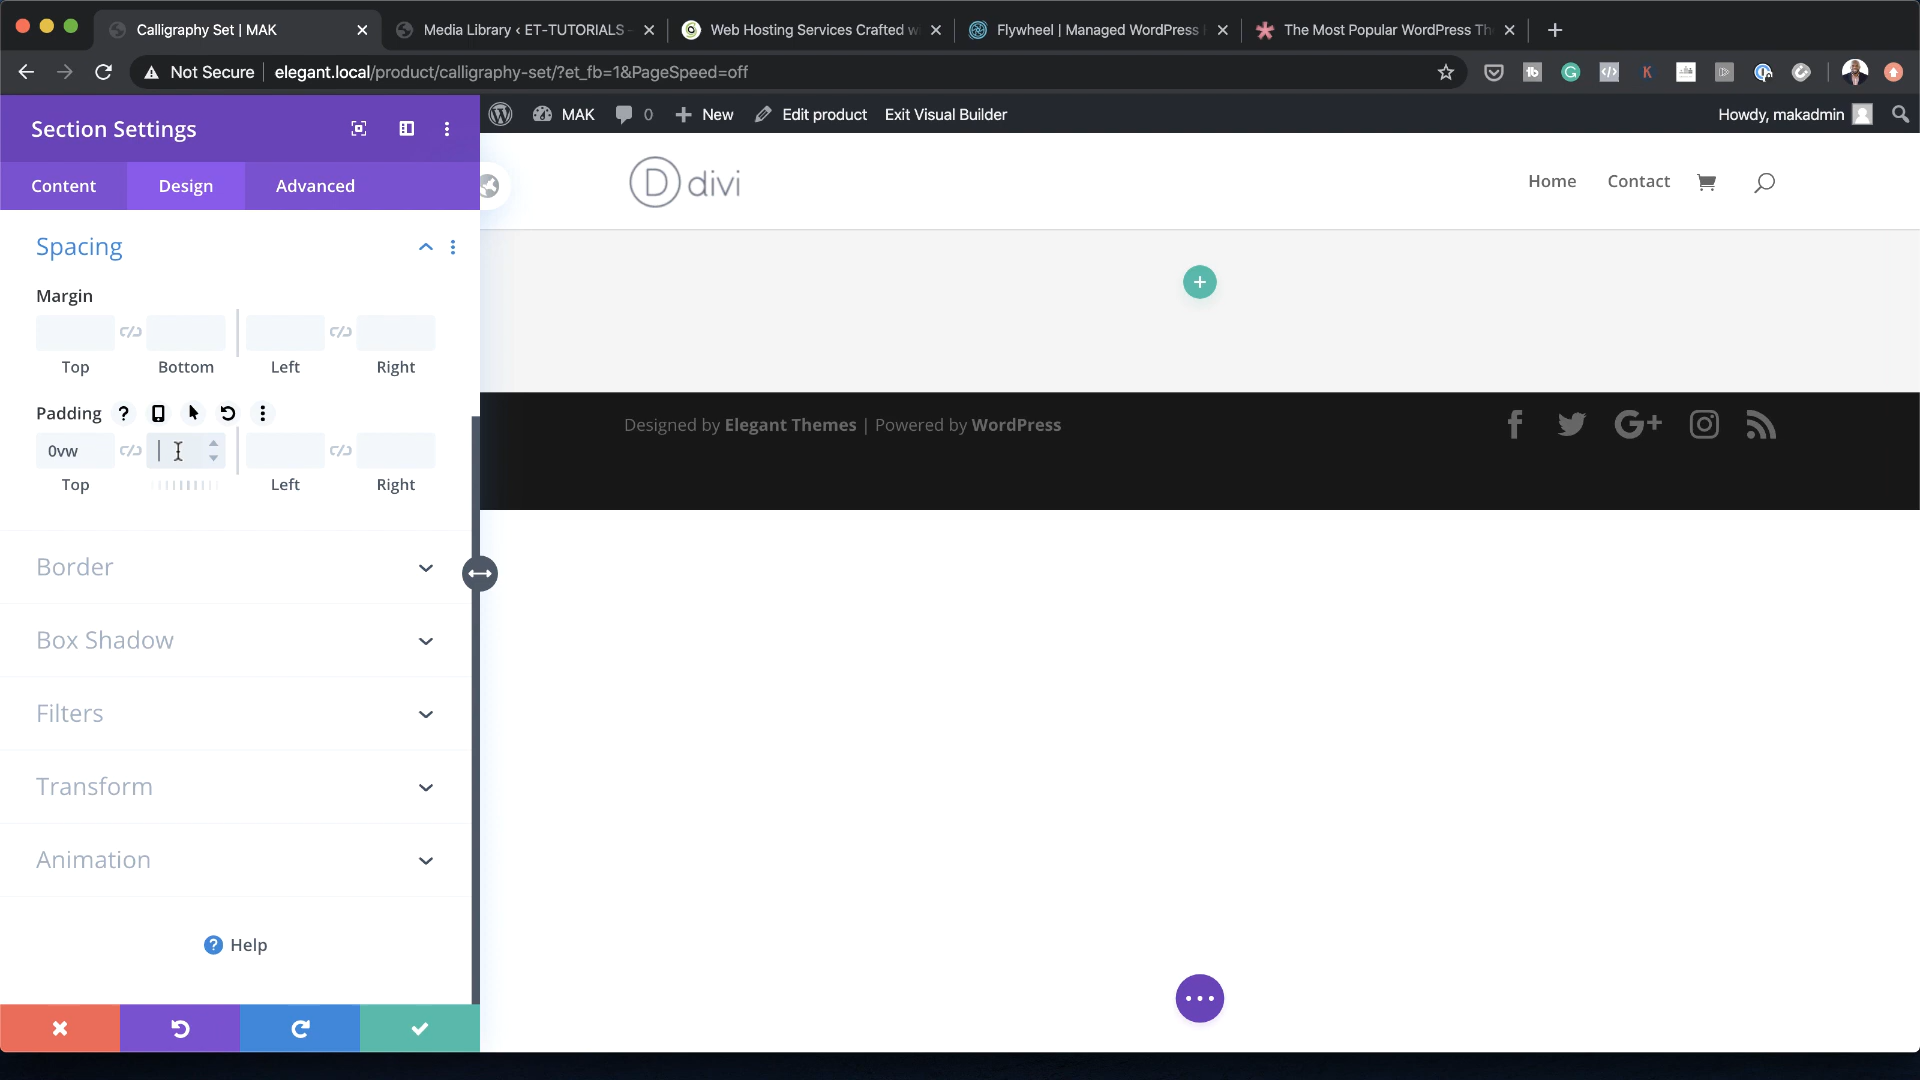 Calligraphy Set | MAK
Media Library ‹ ET-TUTORIALS
Web Hosting Services Crafted w
Flywheel | Managed WordPress
The Most Popular WordPress Th
Not Secure
elegant.local/product/calligraphy-set/?et_fb=1&PageSpeed=off
MAK
0
New
Edit product
Exit Visual Builder
Howdy, makadmin
Section Settings
Content
Design
Advanced
D divi
Home
Contact
Spacing
Margin
Top
Bottom
Left
Right
Padding
0vw
Top
Left
Right
Designed by Elegant Themes | Powered by WordPress
Border
Box Shadow
Filters
Transform
Animation
Help